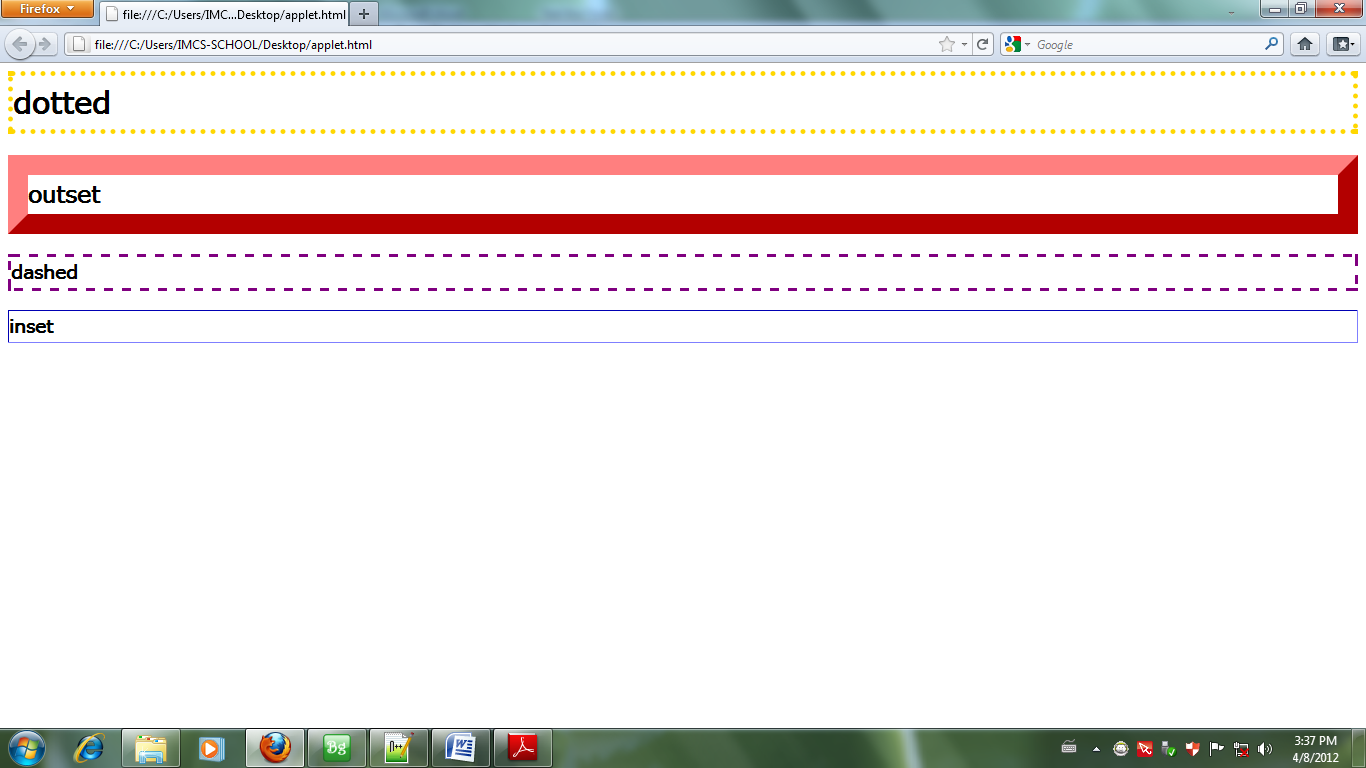 Firefox
file:///C:/Users/IMC...Desktop/applet.html
file:///C:/Users/IMCS-SCHOOL/Desktop/applet.html
Google
dotted
outset
dashed
inset
Bg
3:37 PM
4/8/2012